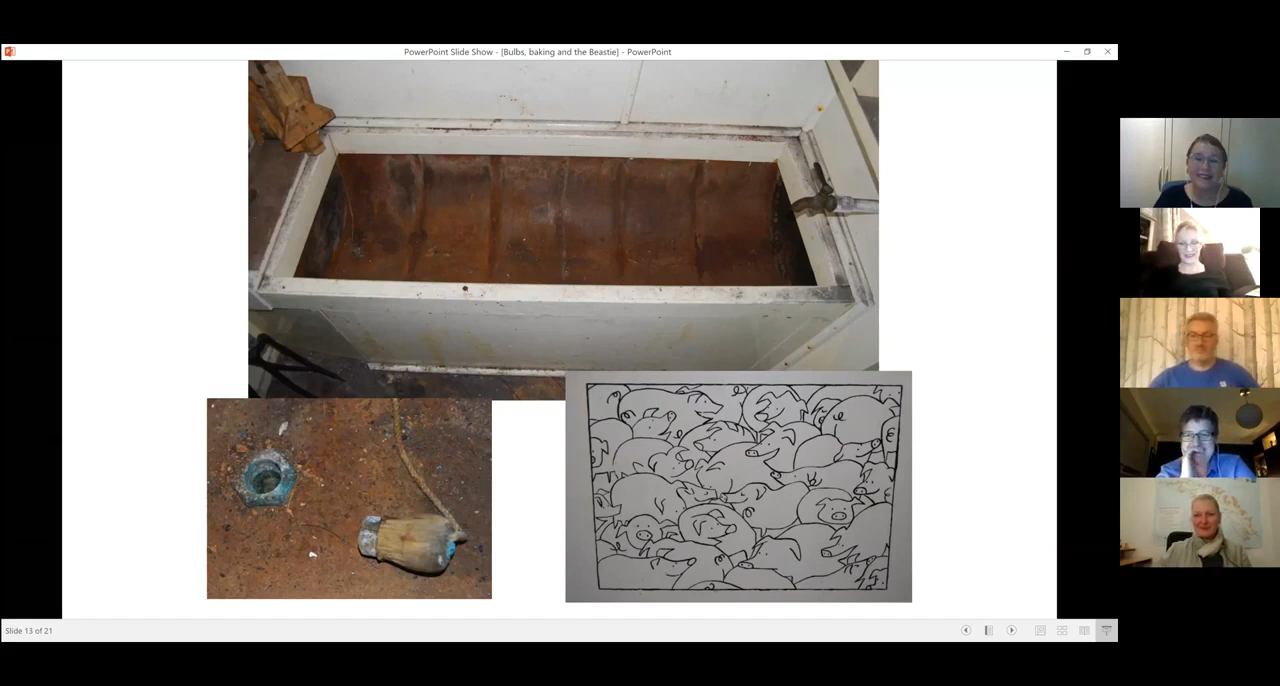 PowerPoint Slide Show - [Bulbs, baking and the Beastie] - PowerPoint
Slide 13 of 21